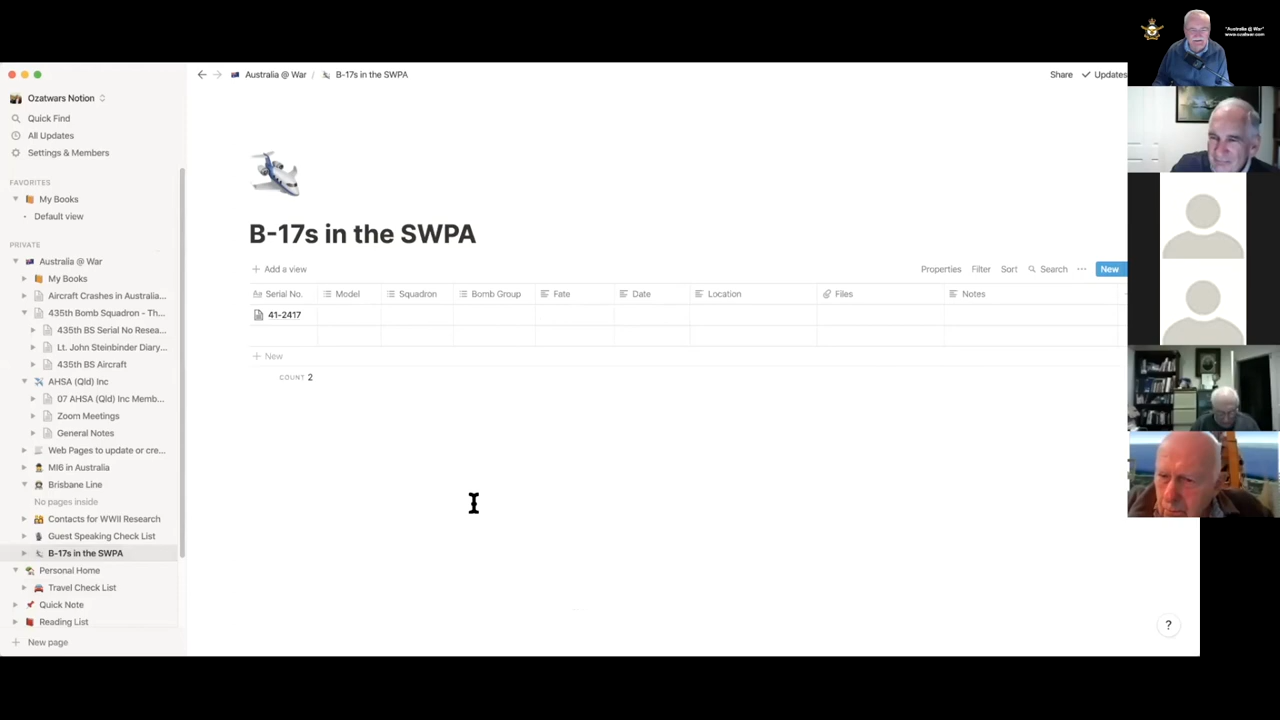 "Australia @ War"
www.ozatwar.com
Australia @ War / B-17s in the SWPA
Share
Updates
Ozatwars Notion
Quick Find
All Updates
Settings & Members
FAVORITES
My Books
Default view
PRIVATE
Australia @ War
My Books
Aircraft Crashes in Australia...
435th Bomb Squadron - Th...
435th BS Serial No Resea...
Lt. John Steinbinder Diary...
435th BS Aircraft
AHSA (Qld) Inc
07 AHSA (Qld) Inc Memb...
Zoom Meetings
General Notes
Web Pages to update or cre...
MI6 in Australia
Brisbane Line
No pages inside
Contacts for WWII Research
Guest Speaking Check List
B-17s in the SWPA
Personal Home
Travel Check List
Quick Note
Reading List
New page
B-17s in the SWPA
Add a view
Properties Filter Sort Search ... New
Aa Serial No. Model Squadron Bomb Group Fate Date Location Files Notes
41-2417
New
COUNT 2
?